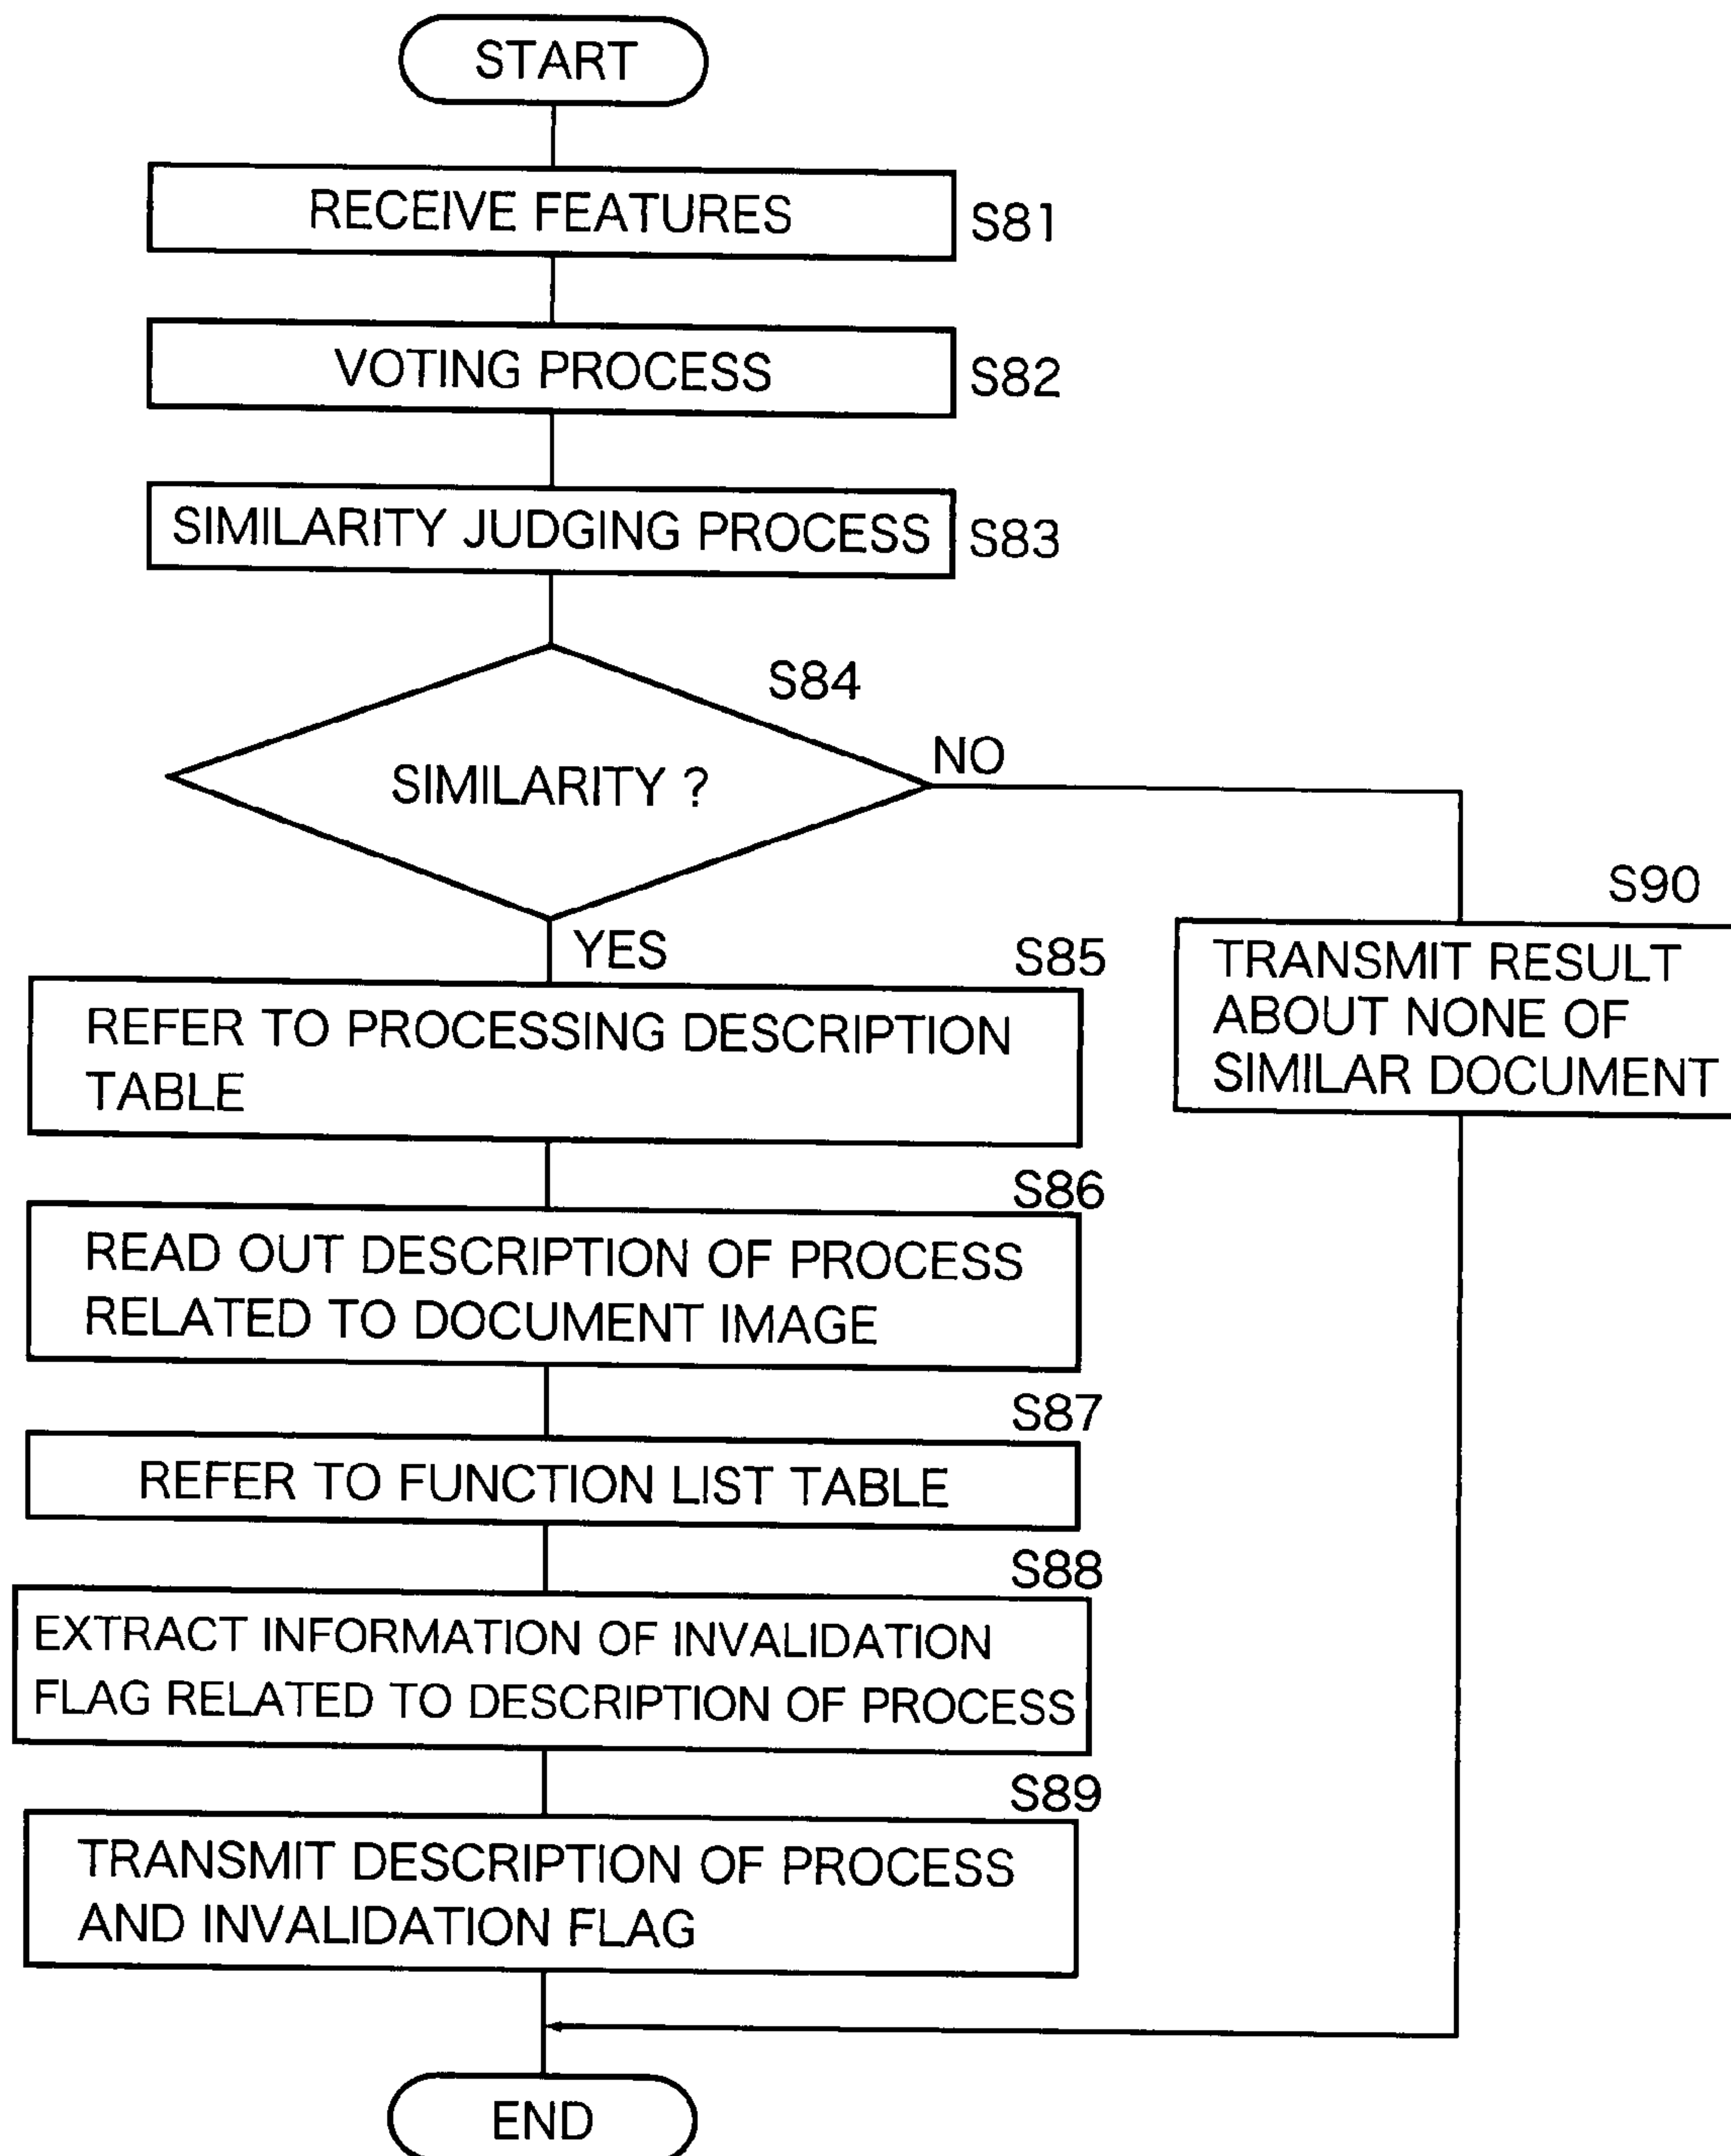 START
RECEIVE FEATURES
S81
VOTING PROCESS
S82
SIMILARITY JUDGING PROCESS
S83
S84
SIMILARITY ?
NO
YES
S90
TRANSMIT RESULT
ABOUT NONE OF
SIMILAR DOCUMENT
S85
REFER TO PROCESSING DESCRIPTION
TABLE
S86
READ OUT DESCRIPTION OF PROCESS
RELATED TO DOCUMENT IMAGE
S87
REFER TO FUNCTION LIST TABLE
S88
EXTRACT INFORMATION OF INVALIDATION
FLAG RELATED TO DESCRIPTION OF PROCESS
S89
TRANSMIT DESCRIPTION OF PROCESS
AND INVALIDATION FLAG
END